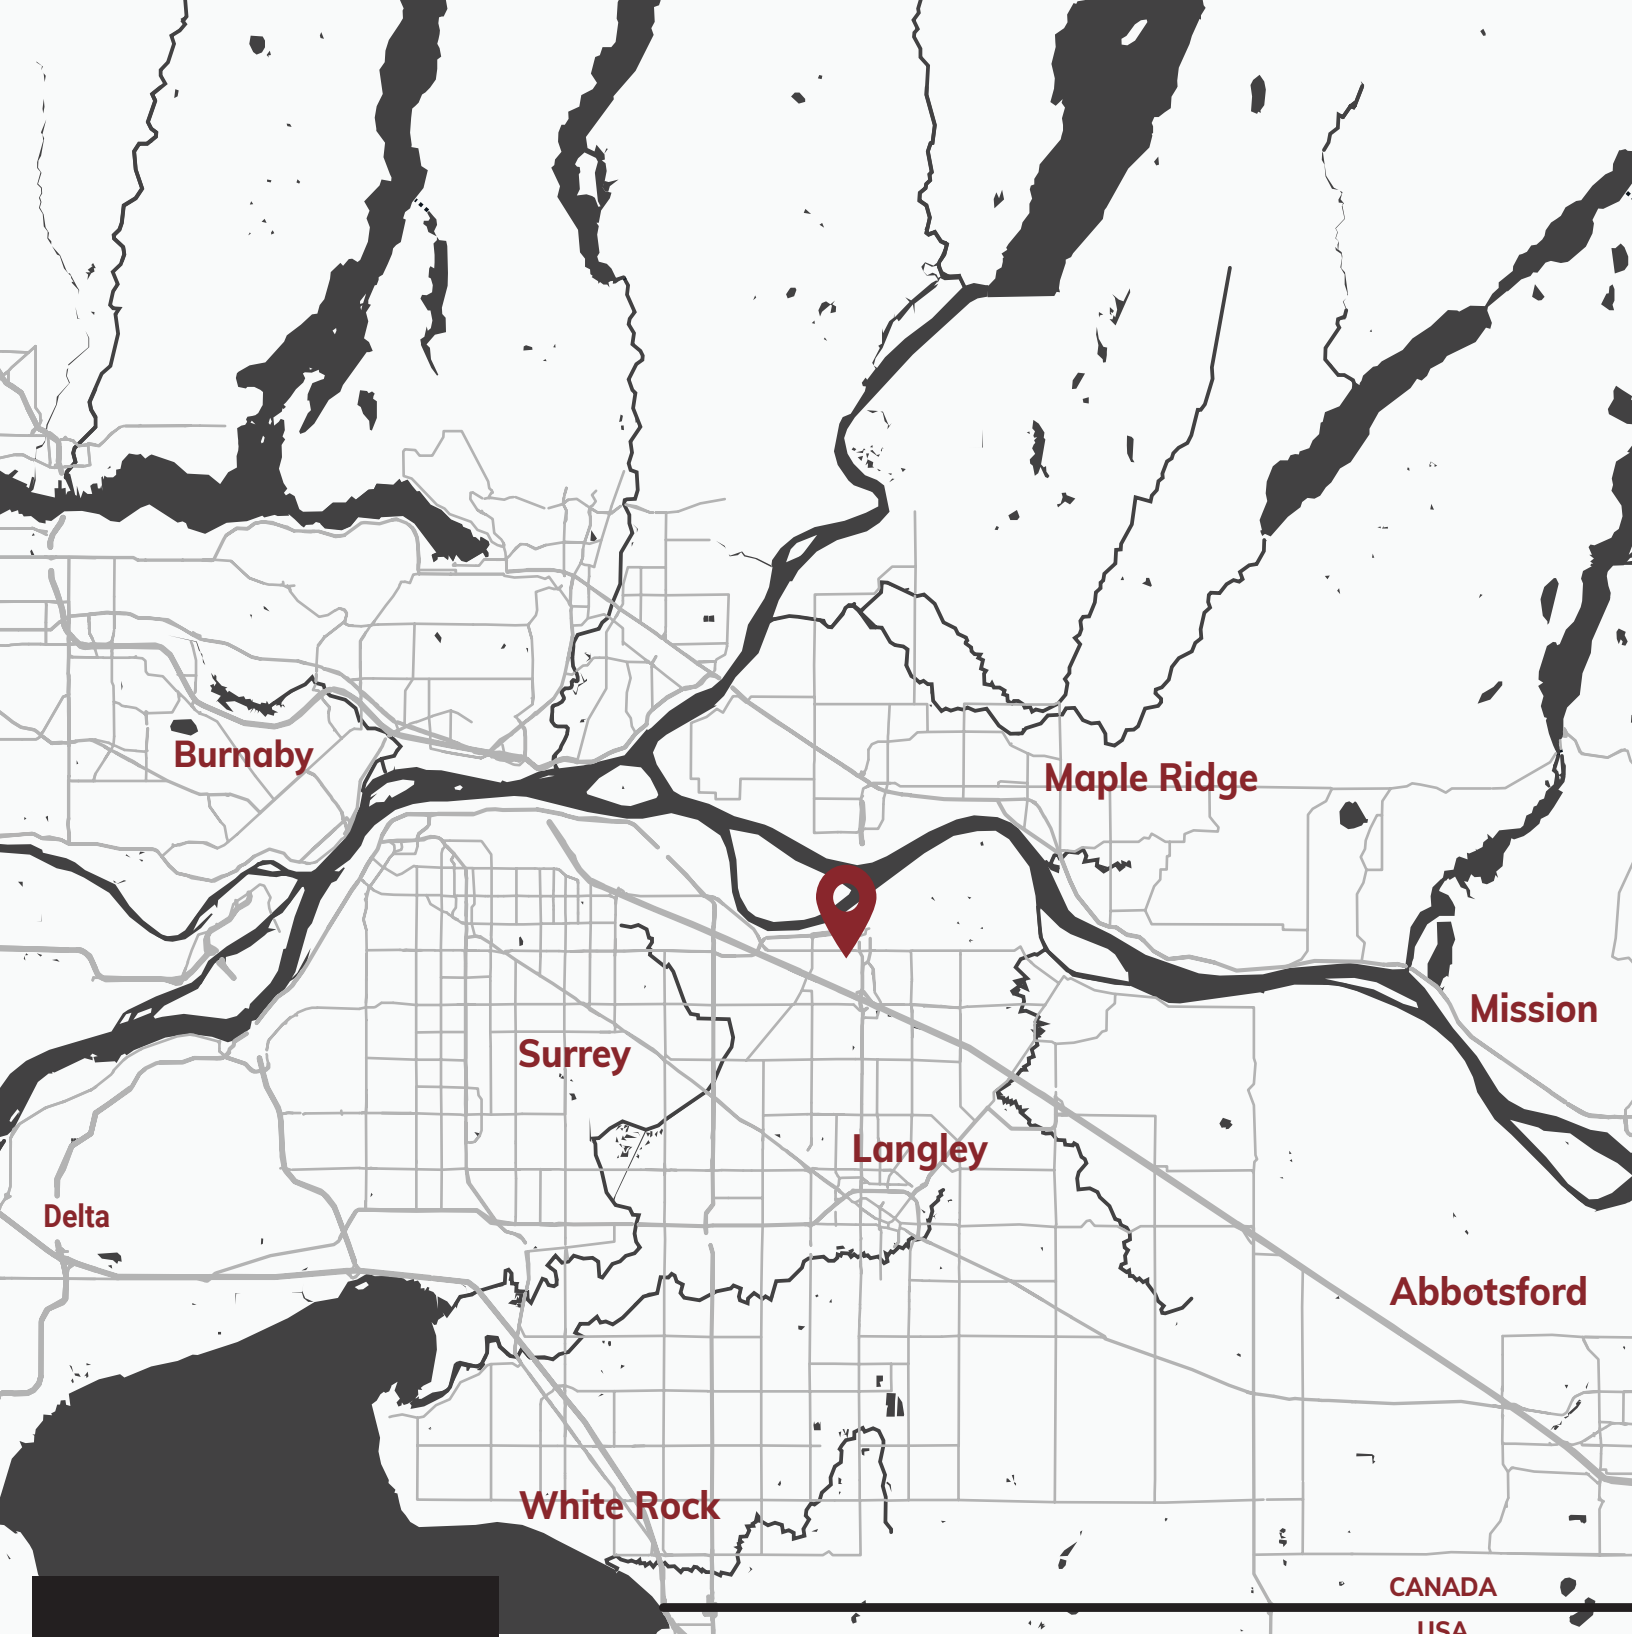 Burnaby
Maple Ridge
Mission
Surrey
Langley
Delta
Abbotsford
White Rock
CANADA
USA